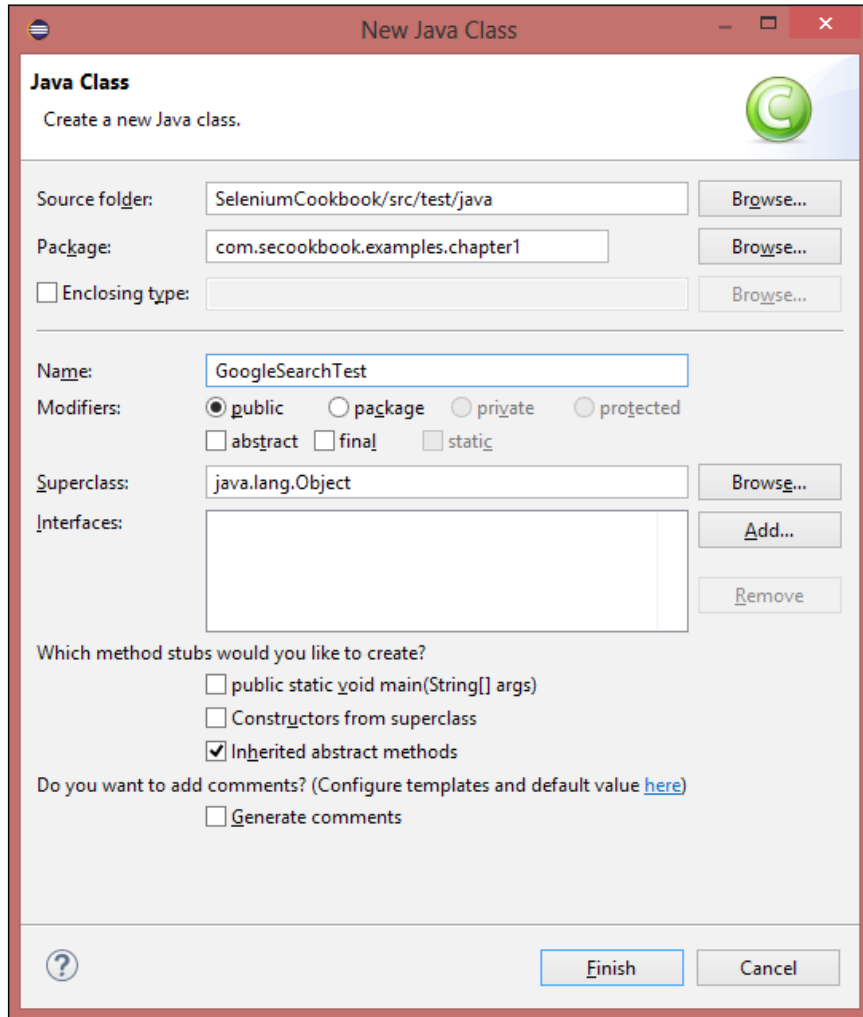 New Java Class
Java Class
Create a new Java class.
Source folder: SeleniumCookbook/src/test/java Browse...
Package: com.secookbook.examples.chapter1 Browse...
Enclosing type: Browse...
Name: GoogleSearchTest
Modifiers: public package private protected
abstract final static
Superclass: java.lang.Object Browse...
Interfaces: Add...
Remove
Which method stubs would you like to create?
public static void main(String[] args)
Constructors from superclass
Inherited abstract methods
Do you want to add comments? (Configure templates and default value here)
Generate comments
? Finish Cancel